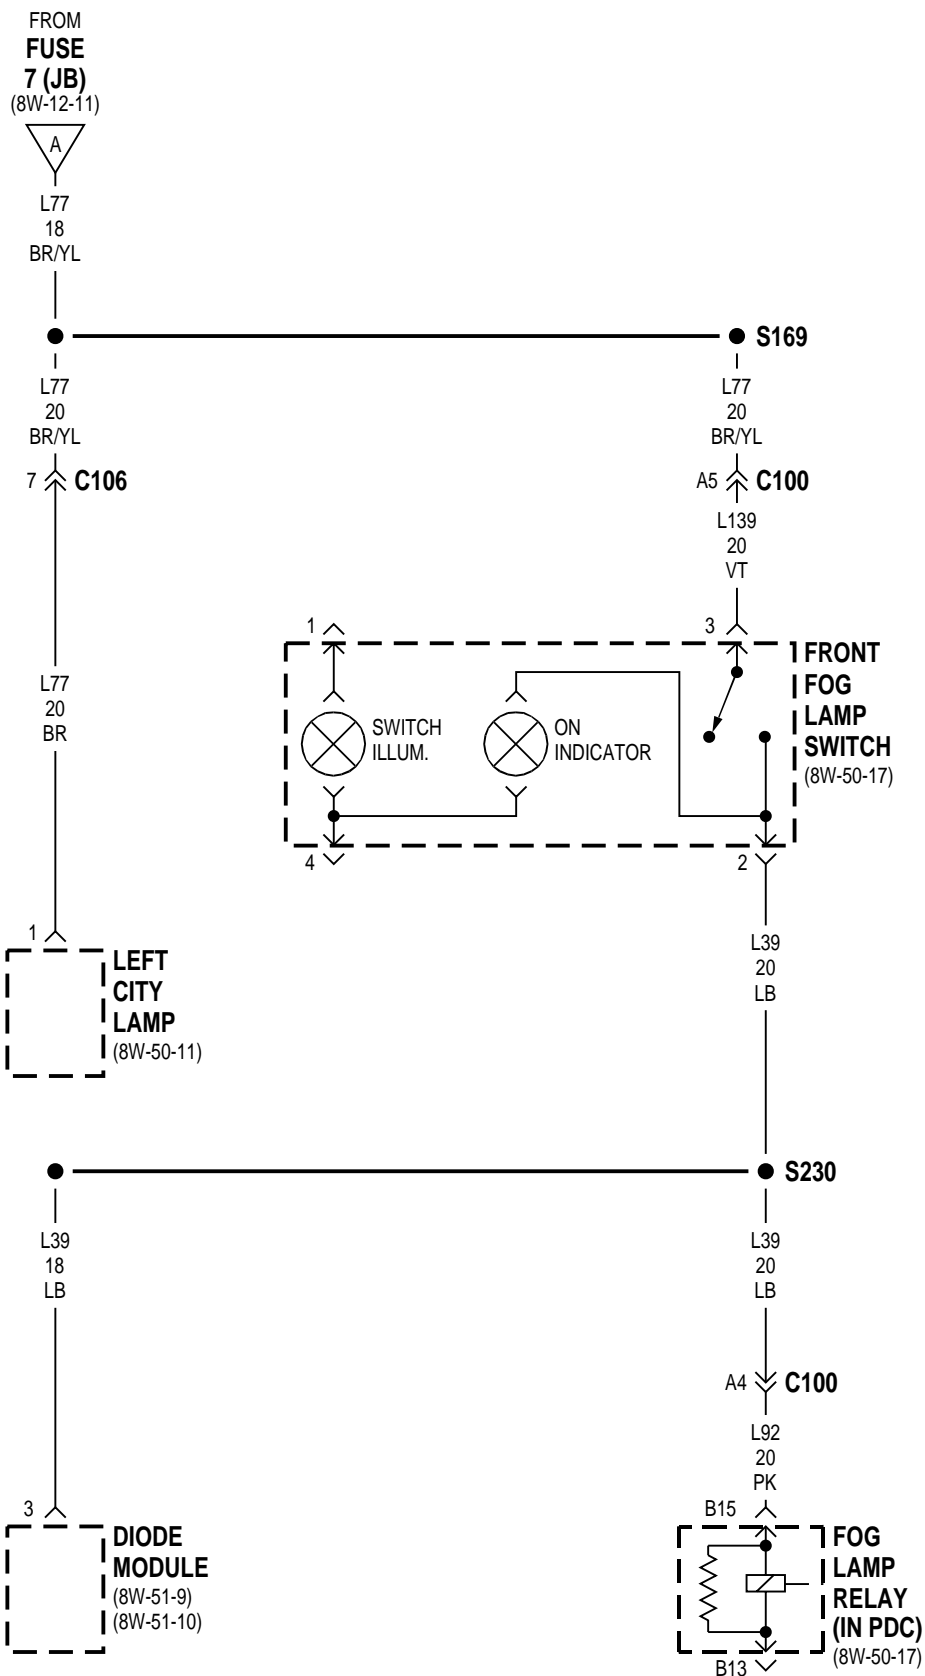 FROM
FUSE
7 (JB)
(8W-12-11)
A
L77
18
BR/YL
S169
L77
20
BR/YL
L77
20
BR/YL
7
C106
A5
C100
L139
20
VT
1
3
FRONT
FOG
LAMP
SWITCH
(8W-50-17)
L77
20
BR
SWITCH
ILLUM.
ON
INDICATOR
4
2
1
LEFT
CITY
LAMP
(8W-50-11)
L39
20
LB
S230
L39
18
LB
L39
20
LB
A4
C100
L92
20
PK
3
DIODE
MODULE
(8W-51-9)
(8W-51-10)
B15
FOG
LAMP
RELAY
(IN PDC)
(8W-50-17)
B13